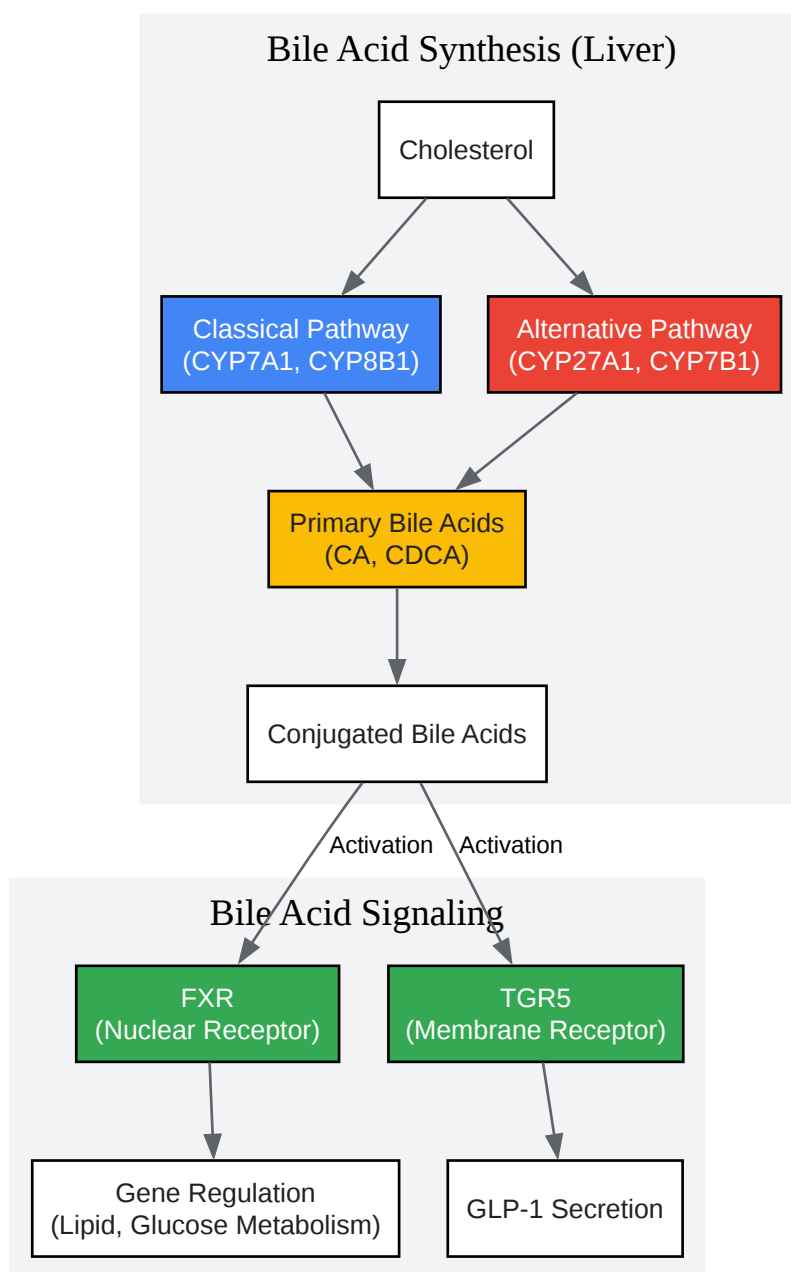 Bile Acid Synthesis (Liver)
Cholesterol
Classical Pathway
(CYP7A1, CYP8B1)
Alternative Pathway
(CYP27A1, CYP7B1)
Primary Bile Acids
(CA, CDCA)
Conjugated Bile Acids
Activation
Activation
Bile Acid Signaling
FXR
(Nuclear Receptor)
TGR5
(Membrane Receptor)
Gene Regulation
(Lipid, Glucose Metabolism)
GLP-1 Secretion